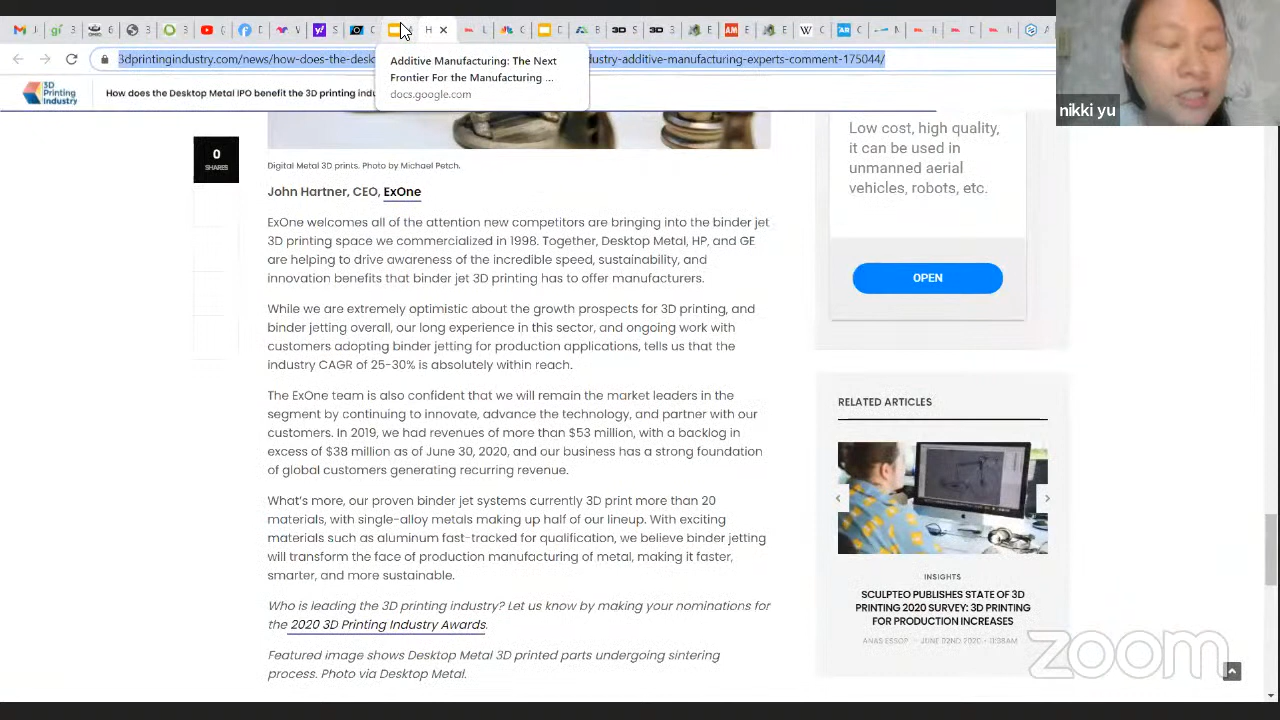 3dprintingindustry.com/news/how-does-the-desk
ustry-additive-manufacturing-experts-comment-175044/
Additive Manufacturing: The Next
Frontier For the Manufacturing ...
docs.google.com
nikki yu
3D
Printing
Industry
How does the Desktop Metal IPO benefit the 3D printing indu
0
SHARES
Digital Metal 3D prints. Photo by Michael Petch.
John Hartner, CEO, ExOne
ExOne welcomes all of the attention new competitors are bringing into the binder jet
3D printing space we commercialized in 1998. Together, Desktop Metal, HP, and GE
are helping to drive awareness of the incredible speed, sustainability, and
innovation benefits that binder jet 3D printing has to offer manufacturers.
While we are extremely optimistic about the growth prospects for 3D printing, and
binder jetting overall, our long experience in this sector, and ongoing work with
customers adopting binder jetting for production applications, tells us that the
industry CAGR of 25-30% is absolutely within reach.
The ExOne team is also confident that we will remain the market leaders in the
segment by continuing to innovate, advance the technology, and partner with our
customers. In 2019, we had revenues of more than $53 million, with a backlog in
excess of $38 million as of June 30, 2020, and our business has a strong foundation
of global customers generating recurring revenue.
What's more, our proven binder jet systems currently 3D print more than 20
materials, with single-alloy metals making up half of our lineup. With exciting
materials such as aluminum fast-tracked for qualification, we believe binder jetting
will transform the face of production manufacturing of metal, making it faster,
smarter, and more sustainable.
Who is leading the 3D printing industry? Let us know by making your nominations for
the 2020 3D Printing Industry Awards.
Featured image shows Desktop Metal 3D printed parts undergoing sintering
process. Photo via Desktop Metal.
Low cost, high quality,
it can be used in
unmanned aerial
vehicles, robots, etc.
OPEN
RELATED ARTICLES
INSIGHTS
SCULPTEO PUBLISHES STATE OF 3D
PRINTING 2020 SURVEY: 3D PRINTING
FOR PRODUCTION INCREASES
ANAS ESSOP - JUNE 02ND 2020 - 11:38AM
zoom